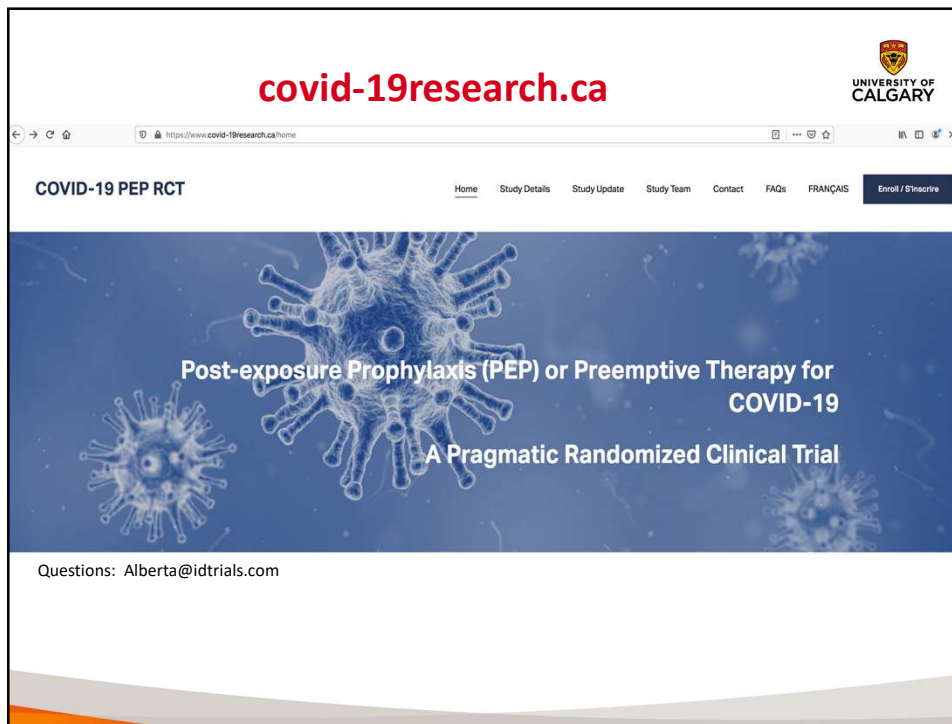 covid-19research.ca
UNIVERSITY OF
CALGARY
https://www.covid-19research.ca/home
COVID-19 PEP RCT
Home Study Details Study Update Study Team Contact FAQs FRANÇAIS Enroll / S'inscrire
Post-exposure Prophylaxis (PEP) or Preemptive Therapy for
COVID-19
A Pragmatic Randomized Clinical Trial
Questions: Alberta@idtrials.com